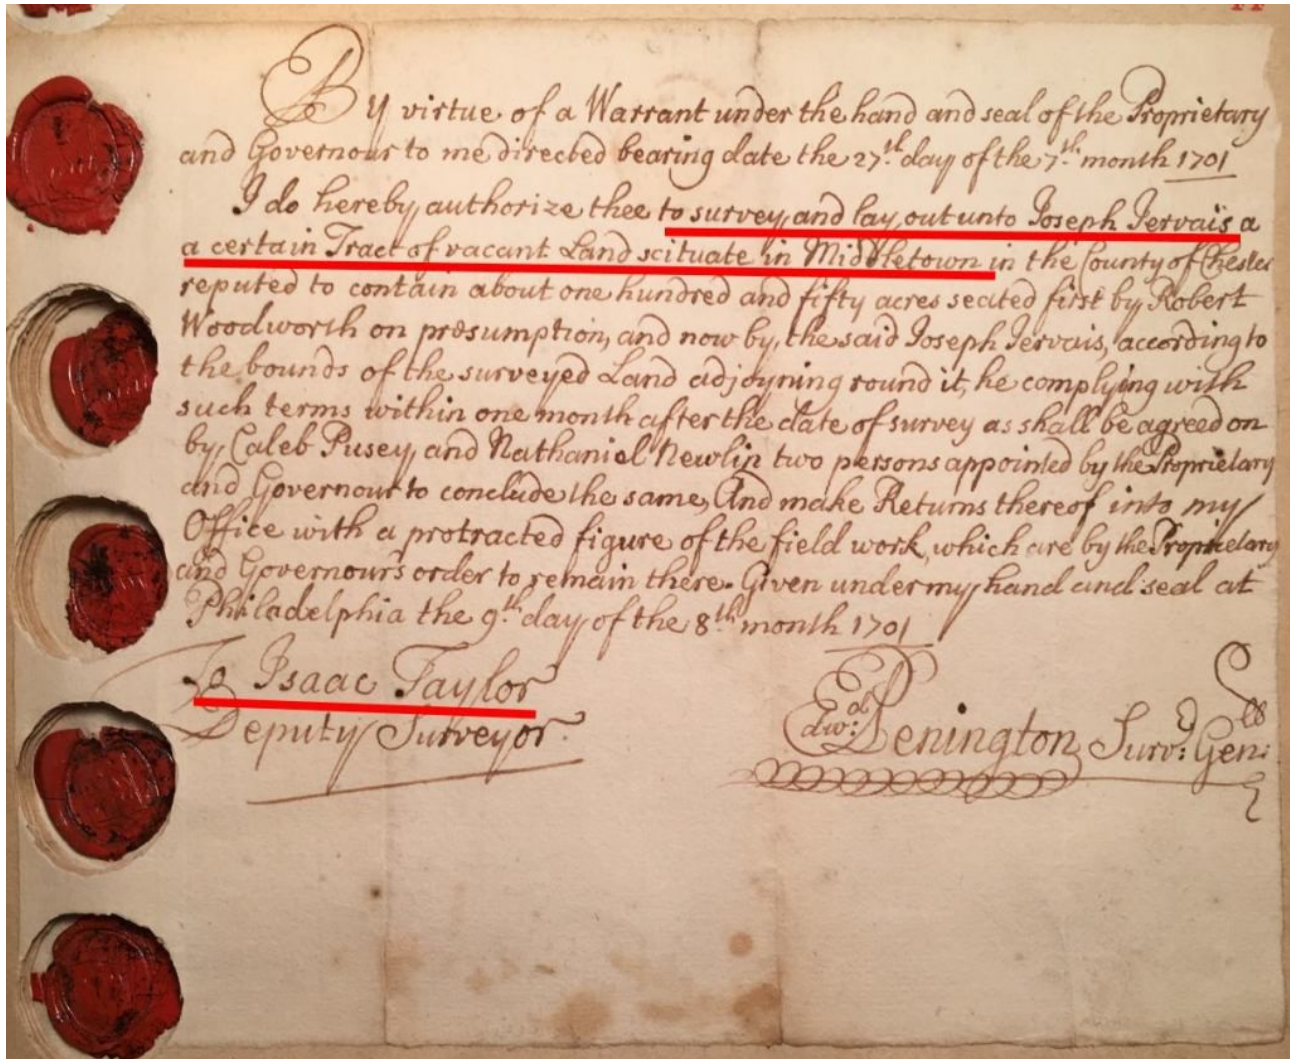 By virtue of a Warrant under the hand and seal of the Proprietary
and Governour to me directed bearing date the 27th day of the 7th month 1701
I do hereby authorize thee to survey and lay out unto Joseph Jervais a
a certain Tract of vacant Land scituate in Middletown in the County of Chester
reputed to contain about one hundred and fifty acres seated first by Robert
Woodworth on presumption, and now by the said Joseph Jervais, according to
the bounds of the surveyed Land adjoyning round it, he complying with
such terms within one month after the date of survey as shall be agreed on
by Caleb Pusey and Nathaniel Newlin two persons appointed by the Proprietary
and Governour to conclude the same, And make Returns thereof into my
Office with a protracted figure of the field work, which are by the Proprietary
and Governours order to remain there. Given under my hand and seal at
Philadelphia the 9th day of the 8th month 1701
To Isaac Taylor
Deputy Surveyor.
Edwd: Penington Survr: Genll: